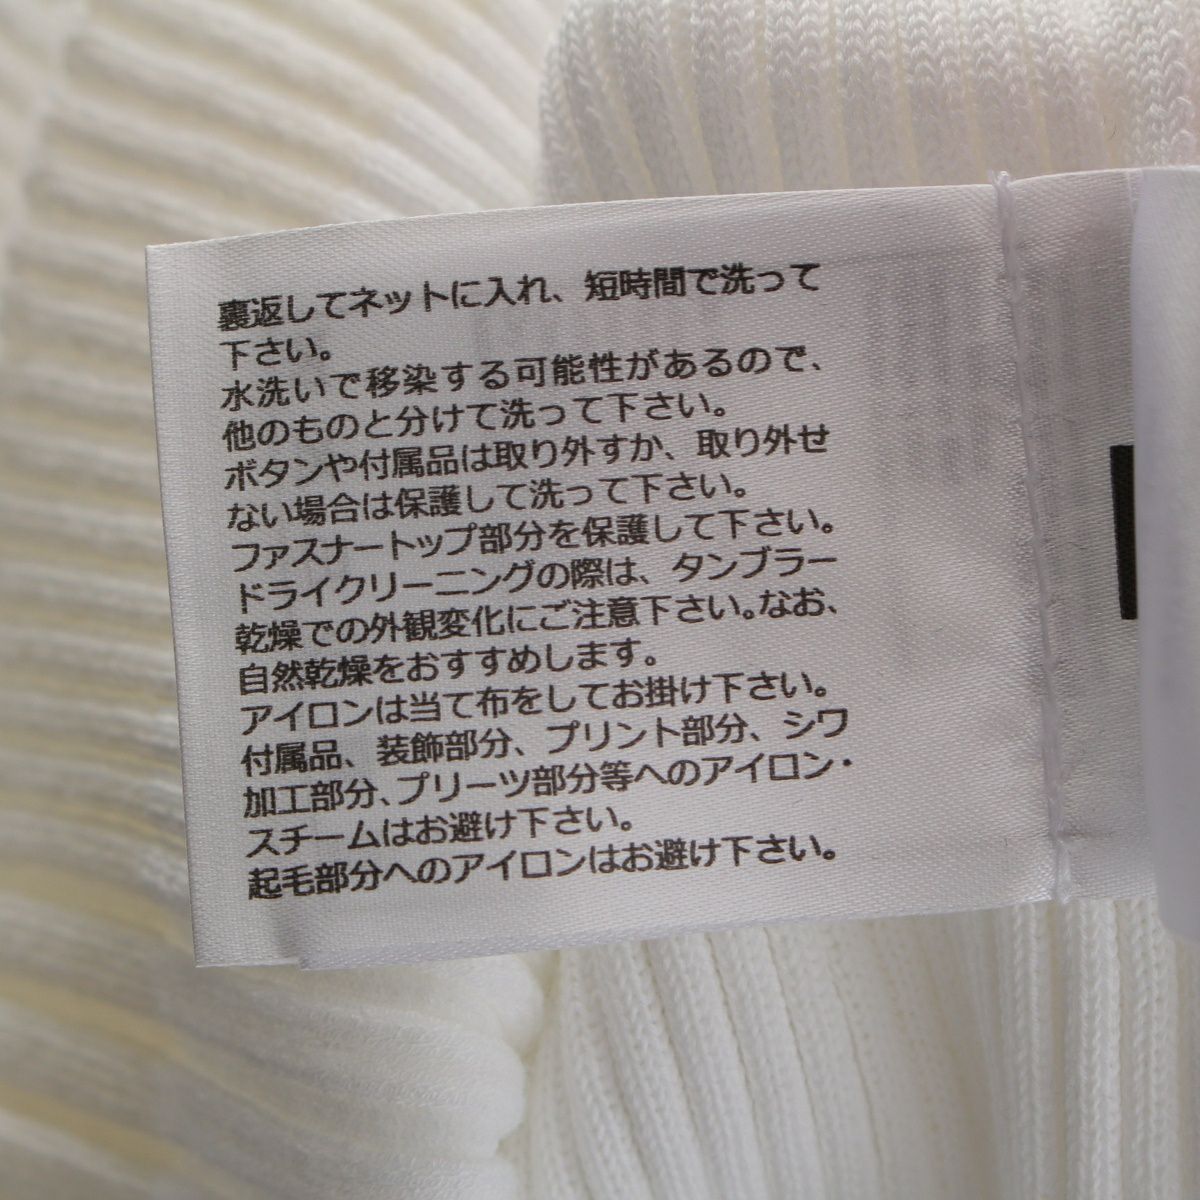 裏返してネットに入れ、短時間で洗って
下さい。
水洗いで移染する可能性があるので、
他のものと分けて洗って下さい。
ボタンや付属品は取り外すか、取り外せ
ない場合は保護して洗って下さい。
ファスナートップ部分を保護して下さい。
ドライクリーニングの際は、タンブラー
乾燥での外観変化にご注意下さい。なお、
自然乾燥をおすすめします。
アイロンは当て布をしてお掛け下さい。
付属品、装飾部分、プリント部分、シワ
加工部分、プリーツ部分等へのアイロン・
スチームはお避け下さい。
起毛部分へのアイロンはお避け下さい。